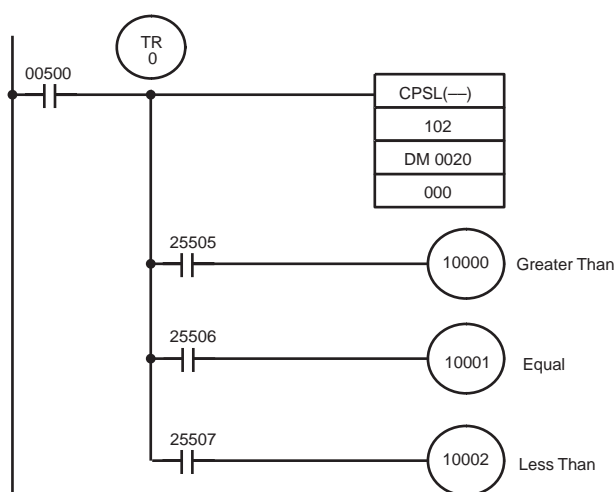 TR
0
00500
CPSL(––)
102
DM 0020
000
25505
10000 Greater Than
25506
10001 Equal
25507
10002 Less Than